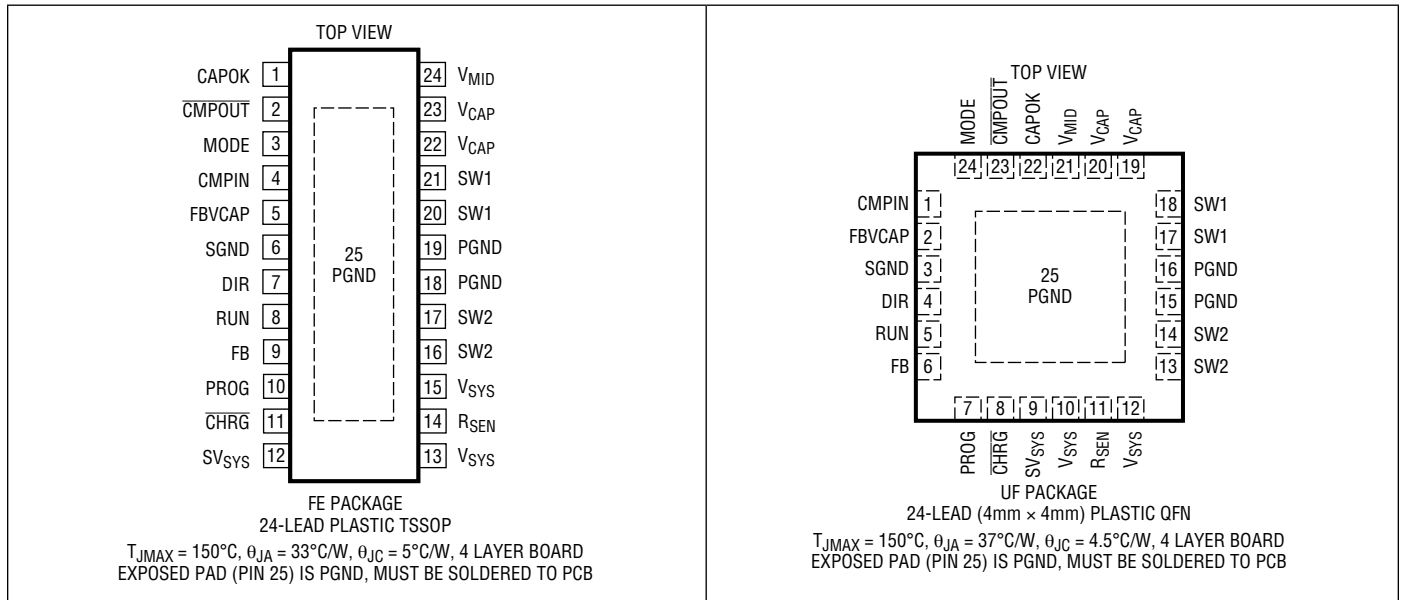 TOP VIEW
CAPOK 1
CMPOUT 2
MODE 3
CMPIN 4
FBVCAP 5
SGND 6
DIR 7
RUN 8
FB 9
PROG 10
CHRG 11
SVSYS 12
25
PGND
24 VMID
23 VCAP
22 VCAP
21 SW1
20 SW1
19 PGND
18 PGND
17 SW2
16 SW2
15 VSYS
14 RSEN
13 VSYS
FE PACKAGE
24-LEAD PLASTIC TSSOP
TJMAX = 150°C, θJA = 33°C/W, θJC = 5°C/W, 4 LAYER BOARD
EXPOSED PAD (PIN 25) IS PGND, MUST BE SOLDERED TO PCB
TOP VIEW
MODE CMPOUT CAPOK VMID VCAP VCAP
24 23 22 21 20 19
CMPIN 1
FBVCAP 2
SGND 3
DIR 4
RUN 5
FB 6
25
PGND
18 SW1
17 SW1
16 PGND
15 PGND
14 SW2
13 SW2
7 8 9 10 11 12
PROG CHRG SVSYS VSYS RSEN VSYS
UF PACKAGE
24-LEAD (4mm × 4mm) PLASTIC QFN
TJMAX = 150°C, θJA = 37°C/W, θJC = 4.5°C/W, 4 LAYER BOARD
EXPOSED PAD (PIN 25) IS PGND, MUST BE SOLDERED TO PCB